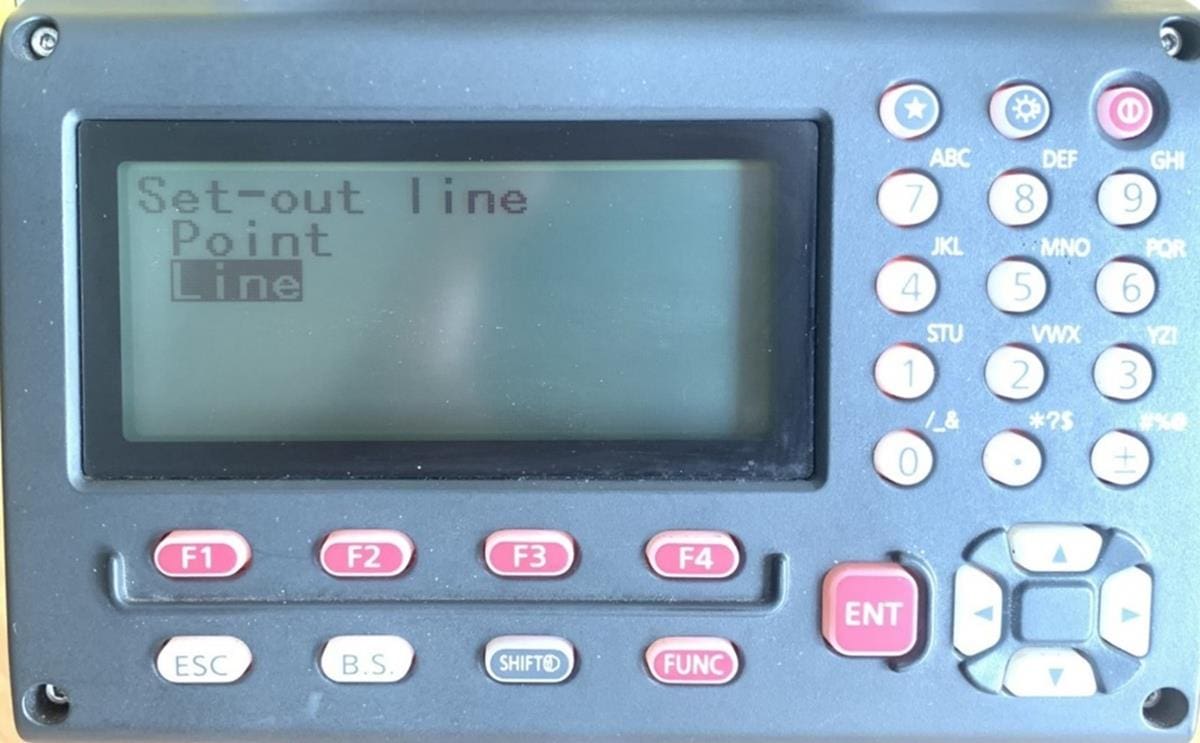 Set-out line
Point
Line
ABC DEF GHI
7 8 9
JKL MNO PQR
4 5 6
STU VWX YZ!
1 2 3
/_& *?$ #%@
0 . ±
F1 F2 F3 F4
ENT
ESC B.S. SHIFT FUNC